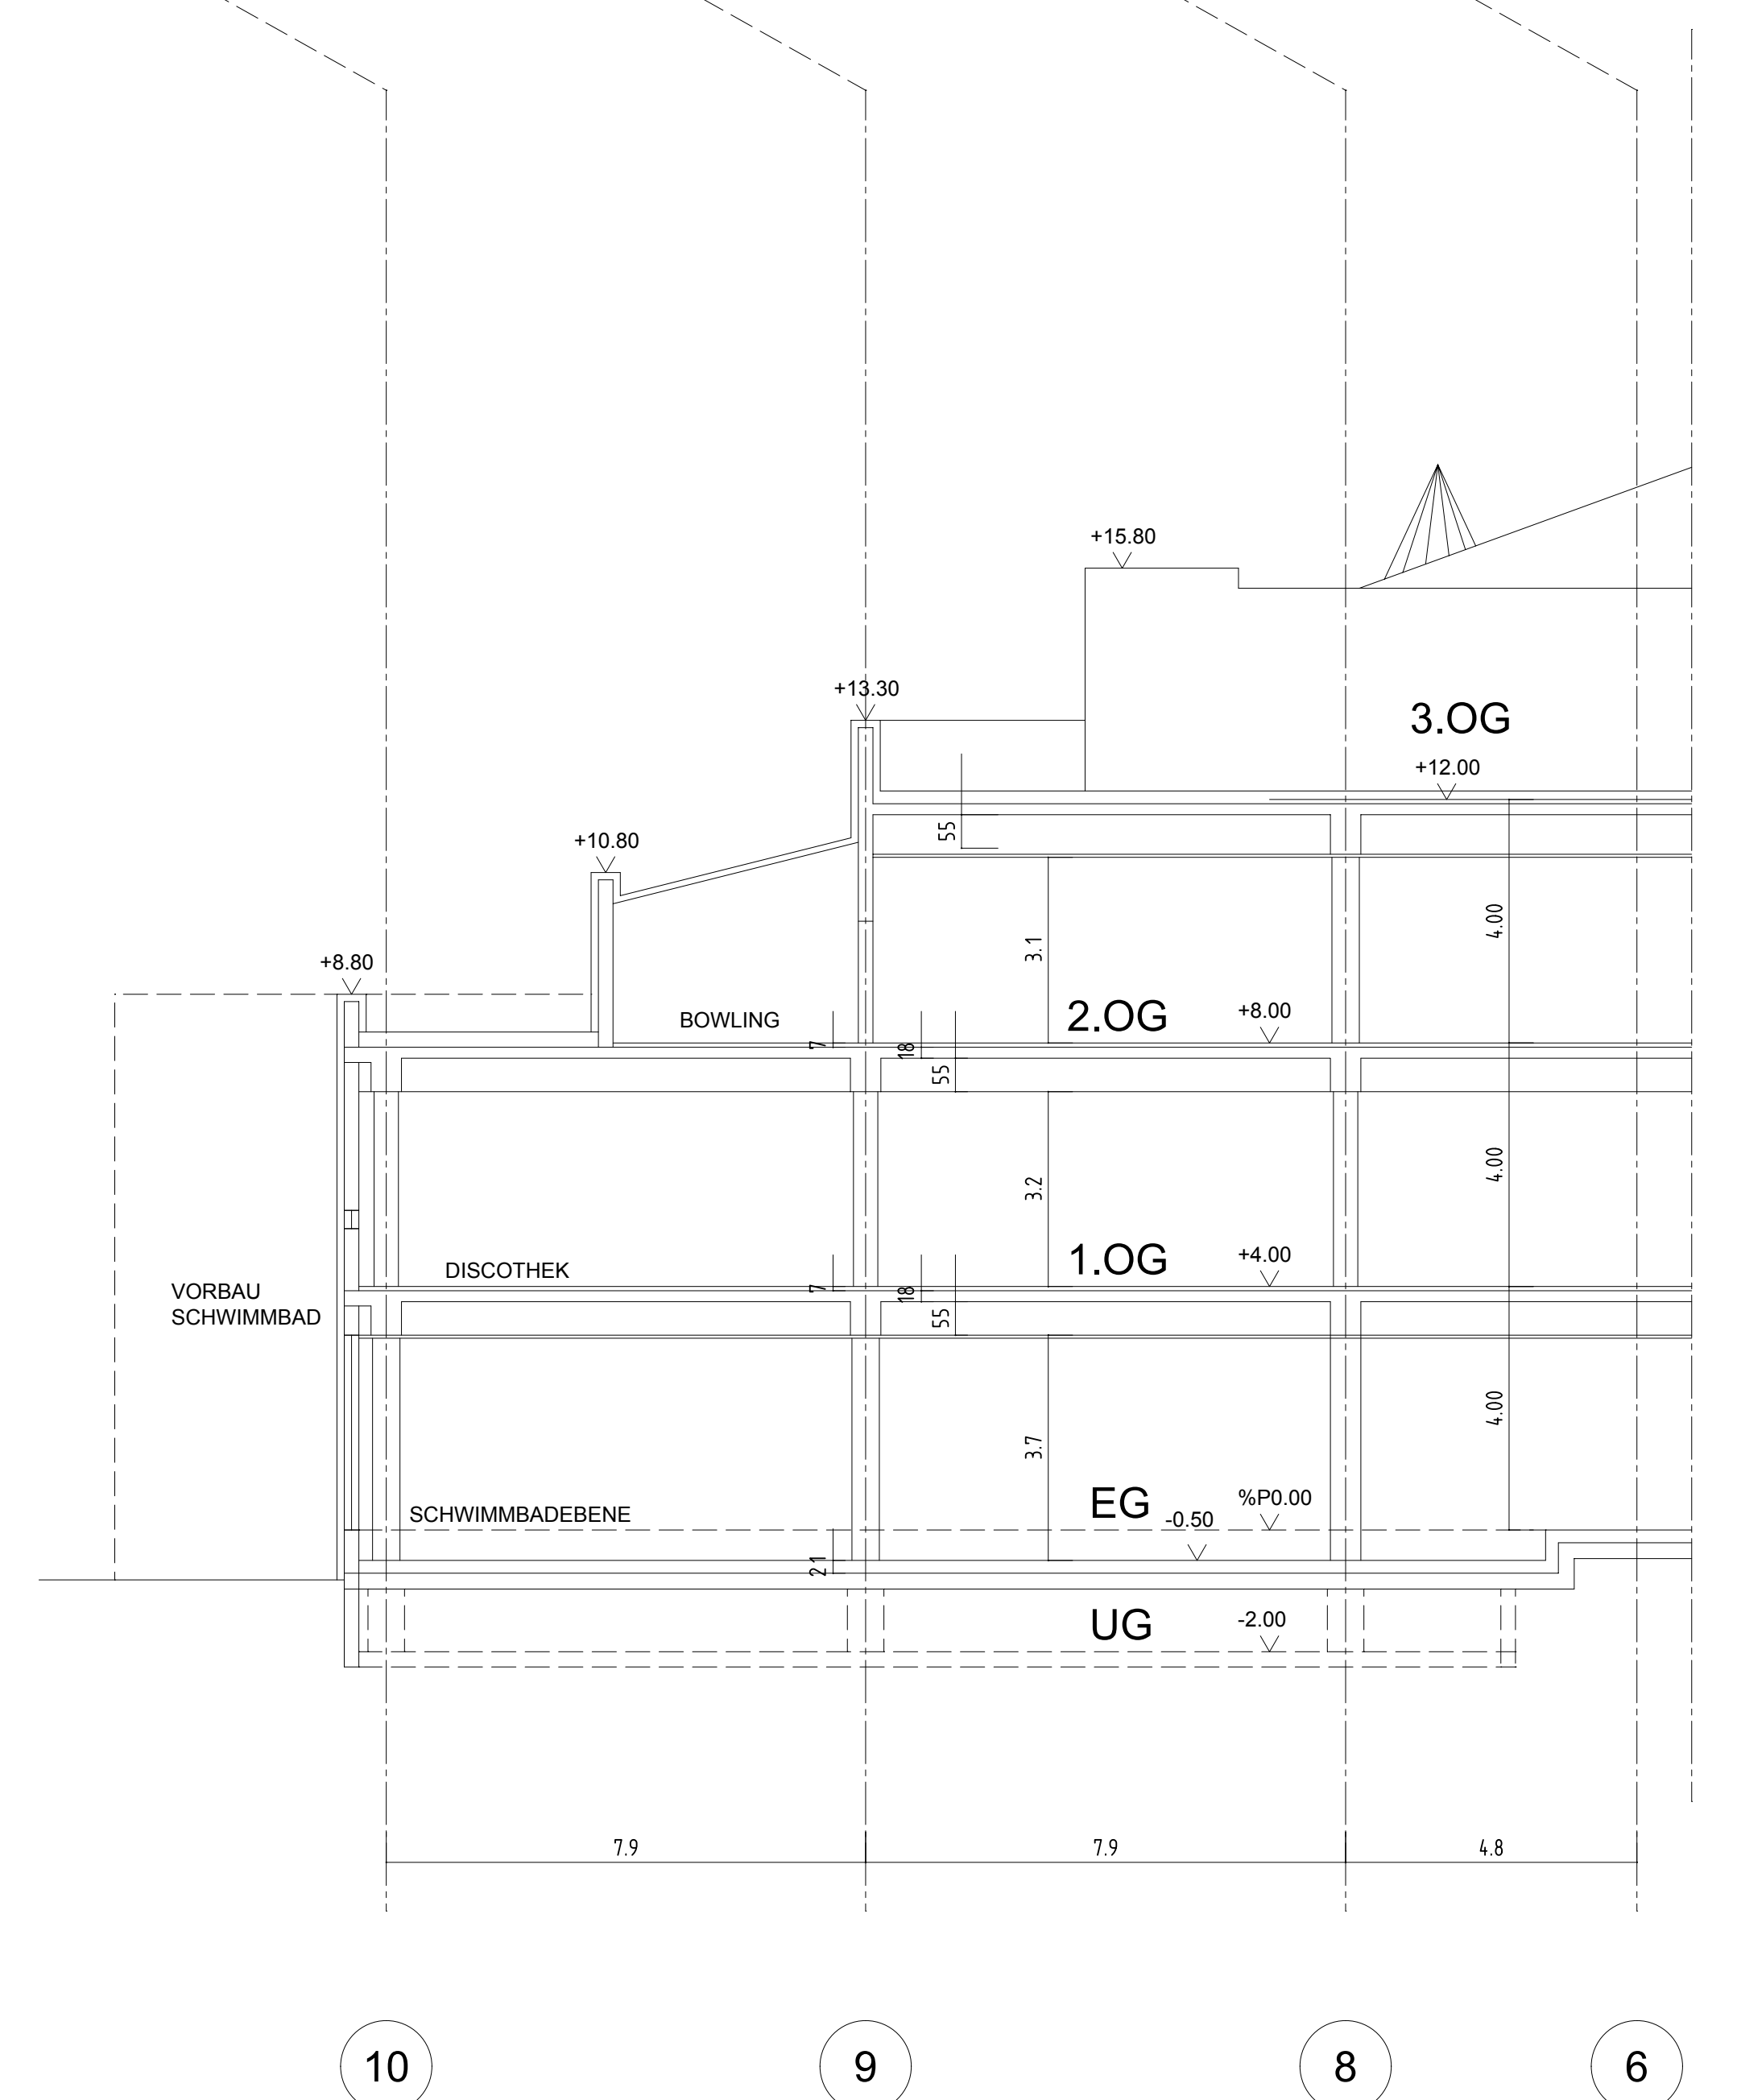 +15.80
+13.30
3.OG
+12.00
55
+10.80
4.00
3.1
+8.80
BOWLING
2.OG
+8.00
7
18
55
4.00
3.2
1.OG
+4.00
DISCOTHEK
7
18
55
VORBAU
SCHWIMMBAD
4.00
3.7
EG
%P0.00
SCHWIMMBADEBENE
-0.50
21
UG
-2.00
7.9
7.9
4.8
10
9
8
6